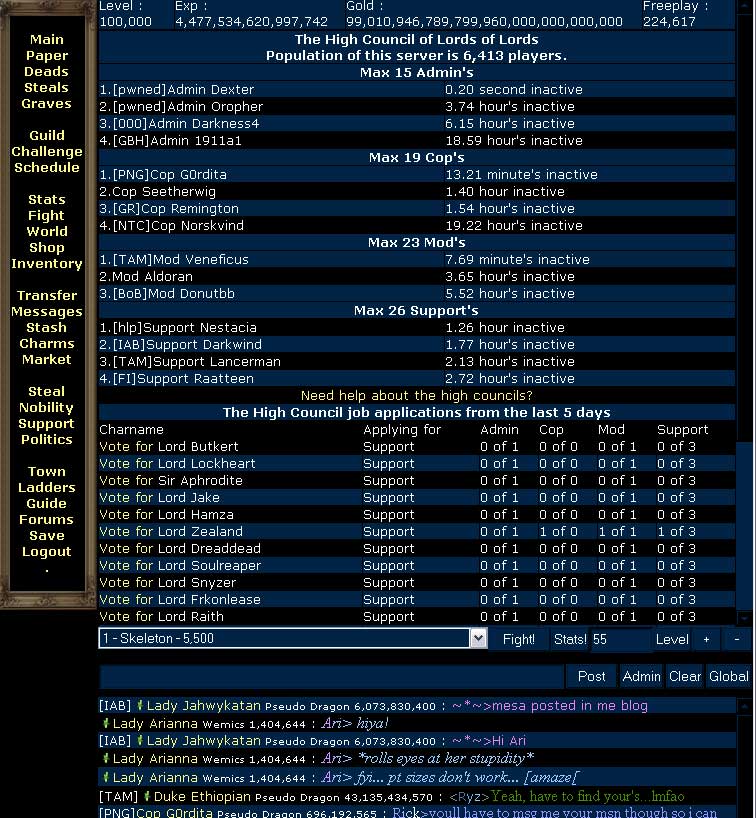 Level : Exp : Gold : Freeplay :
100,000 4,477,534,620,997,742 99,010,946,789,799,960,000,000,000,000 224,617
Main
Paper
Deads
Steals
Graves
Guild
Challenge
Schedule
Stats
Fight
World
Shop
Inventory
Transfer
Messages
Stash
Charms
Market
Steal
Nobility
Support
Politics
Town
Ladders
Guide
Forums
Save
Logout
.
The High Council of Lords of Lords
Population of this server is 6,413 players.
Max 15 Admin's
1.[pwned]Admin Dexter 0.20 second inactive
2.[pwned]Admin Oropher 3.74 hour's inactive
3.[000]Admin Darkness4 6.15 hour's inactive
4.[GBH]Admin 1911a1 18.59 hour's inactive
Max 19 Cop's
1.[PNG]Cop G0rdita 13.21 minute's inactive
2.Cop Seetherwig 1.40 hour inactive
3.[GR]Cop Remington 1.54 hour's inactive
4.[NTC]Cop Norskvind 19.22 hour's inactive
Max 23 Mod's
1.[TAM]Mod Veneficus 7.69 minute's inactive
2.Mod Aldoran 3.65 hour's inactive
3.[BoB]Mod Donutbb 5.52 hour's inactive
Max 26 Support's
1.[hlp]Support Nestacia 1.26 hour inactive
2.[IAB]Support Darkwind 1.77 hour's inactive
3.[TAM]Support Lancerman 2.13 hour's inactive
4.[FI]Support Raatteen 2.72 hour's inactive
Need help about the high councils?
The High Council job applications from the last 5 days
Charname Applying for Admin Cop Mod Support
Vote for Lord Butkert Support 0 of 1 0 of 0 0 of 1 0 of 3
Vote for Lord Lockheart Support 0 of 1 0 of 0 0 of 1 0 of 3
Vote for Sir Aphrodite Support 0 of 1 0 of 0 0 of 1 0 of 3
Vote for Lord Jake Support 0 of 1 0 of 0 0 of 1 0 of 3
Vote for Lord Hamza Support 0 of 1 0 of 0 0 of 1 0 of 3
Vote for Lord Zealand Support 0 of 1 1 of 0 1 of 1 1 of 3
Vote for Lord Dreaddead Support 0 of 1 0 of 0 0 of 1 0 of 3
Vote for Lord Soulreaper Support 0 of 1 0 of 0 0 of 1 0 of 3
Vote for Lord Snyzer Support 0 of 1 0 of 0 0 of 1 0 of 3
Vote for Lord Frkonlease Support 0 of 1 0 of 0 0 of 1 0 of 3
Vote for Lord Raith Support 0 of 1 0 of 0 0 of 1 0 of 3
1 - Skeleton - 5,500 Fight! Stats! 55 Level + -
Post Admin Clear Global
[IAB] Lady Jahwykatan Pseudo Dragon 6,073,830,400 : ~*~>mesa posted in me blog
Lady Arianna Wemics 1,404,644 : Ari> hiya!
[IAB] Lady Jahwykatan Pseudo Dragon 6,073,830,400 : ~*~>Hi Ari
Lady Arianna Wemics 1,404,644 : Ari> *rolls eyes at her stupidity*
Lady Arianna Wemics 1,404,644 : Ari> fyi... pt sizes don't work... [amaze[
[TAM] Duke Ethiopian Pseudo Dragon 43,135,434,570 : <Ryz>Yeah, have to find your's...lmfao
[PNG]Cop G0rdita Pseudo Dragon 696,192,565 : Rick>youll have to msg me your msn though so i can